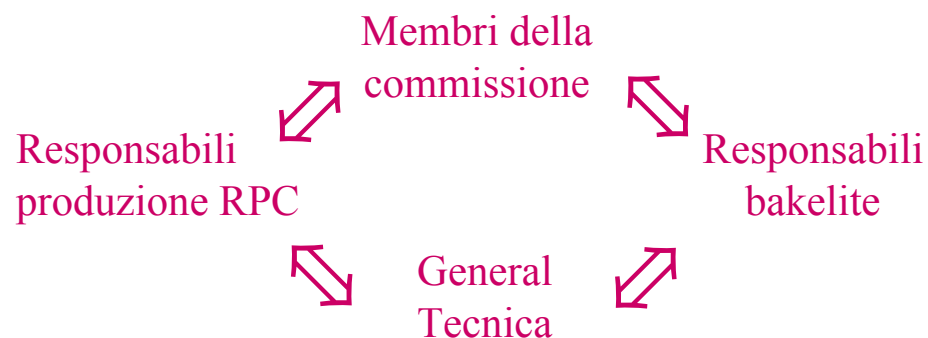 Membri della
commissione
Responsabili
produzione RPC
Responsabili
bakelite
General
Tecnica